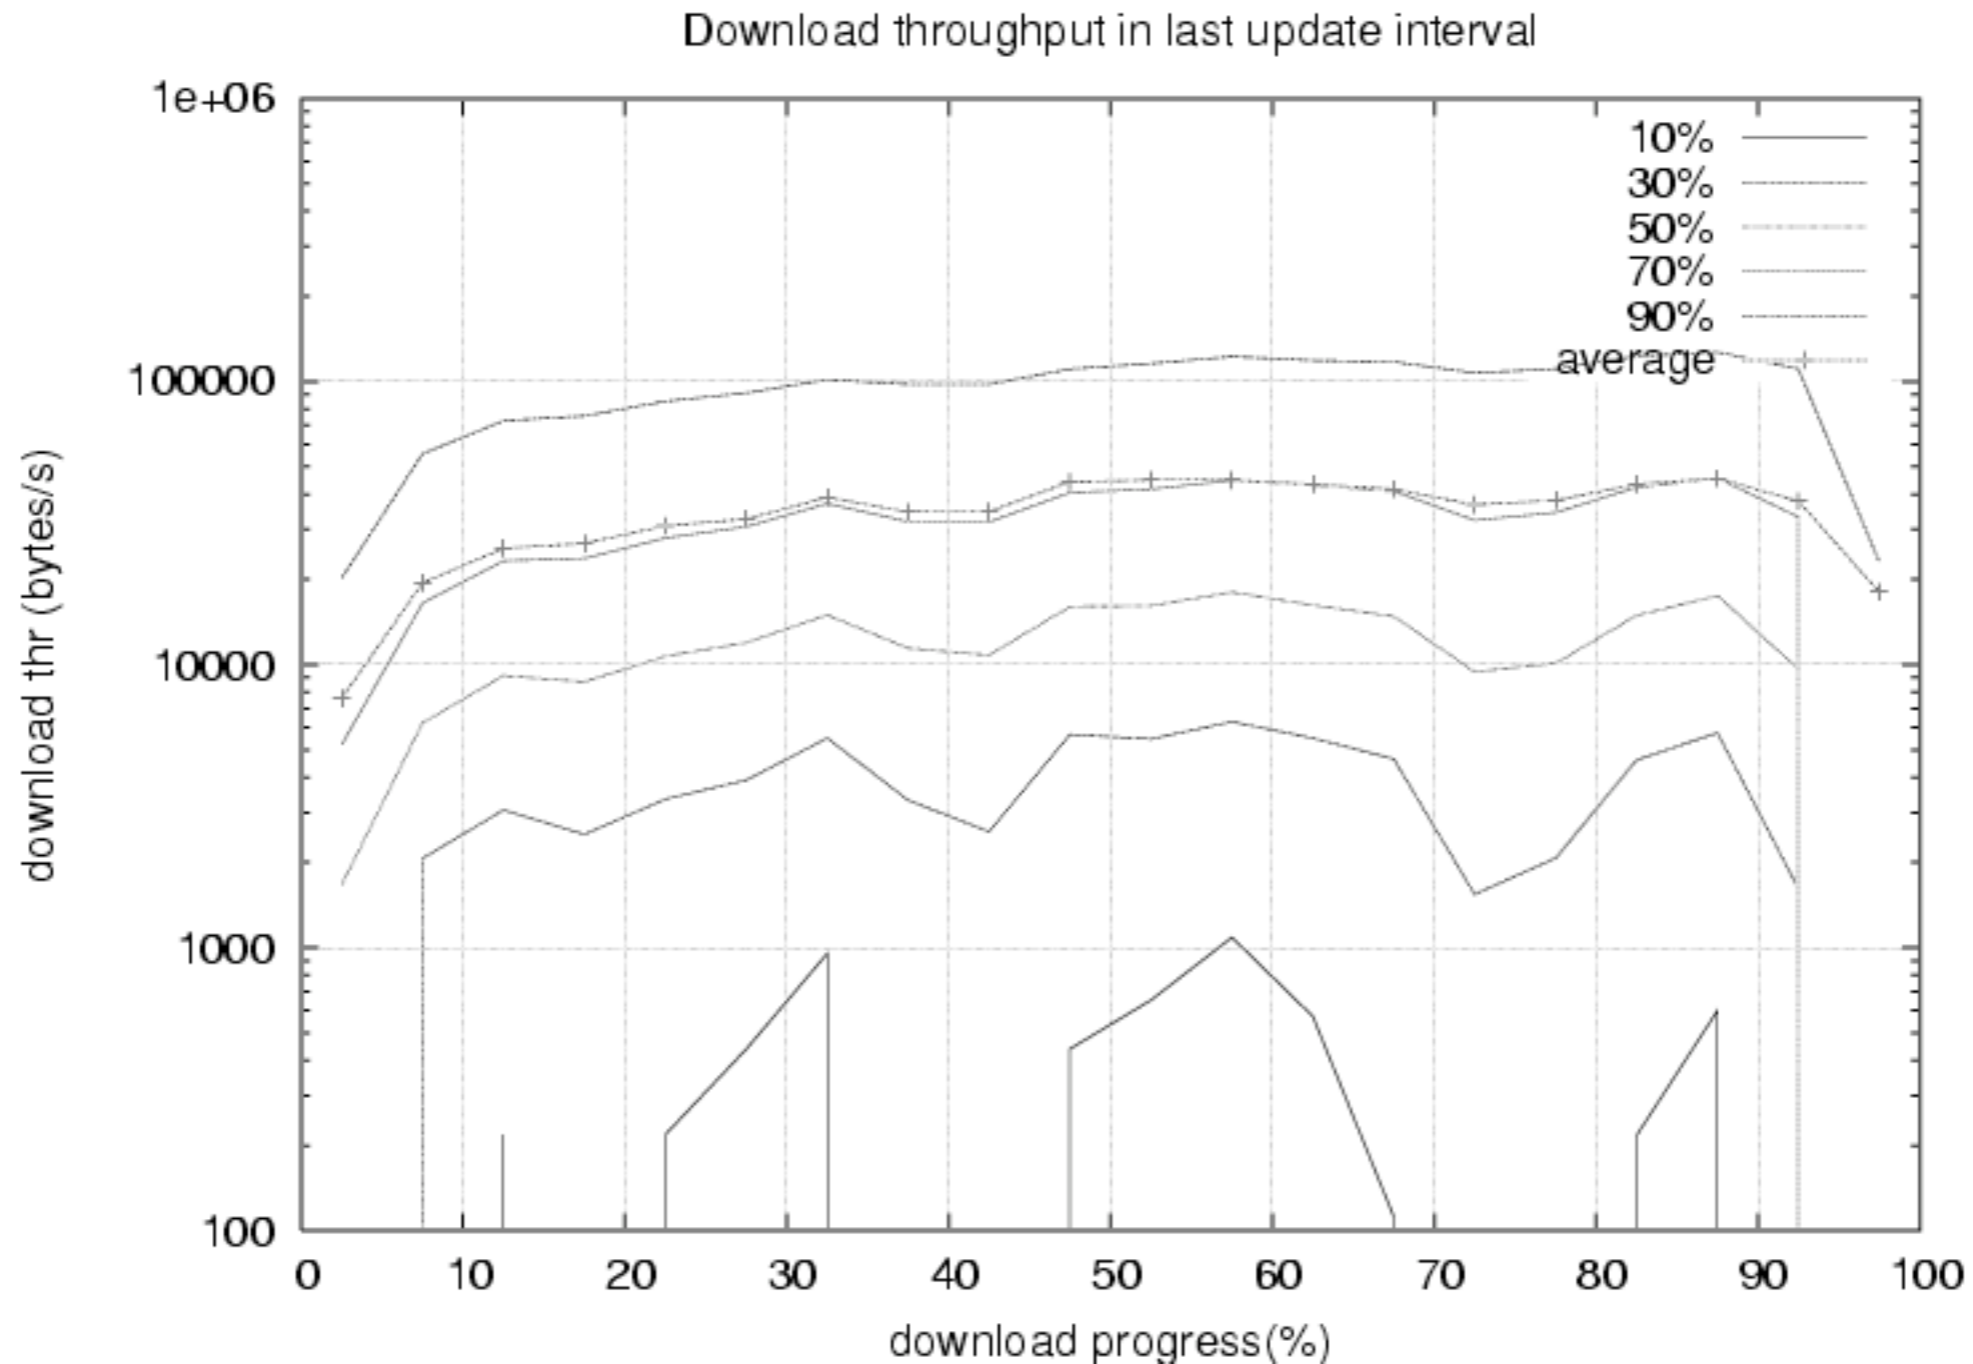 Download throughput in last update interval
1e+06
100000
10000
1000
100
download thr (bytes/s)
10%
30%
50%
70%
90%
average
0 10 20 30 40 50 60 70 80 90 100
download progress(%)